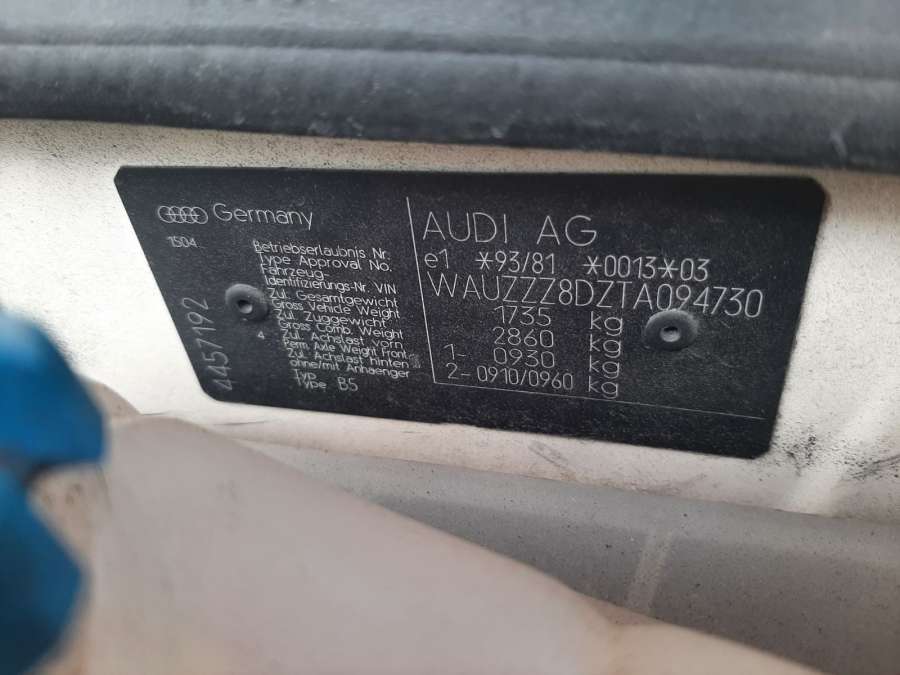 Germany
1504
4457192
4
Betriebserlaubnis Nr.
Type Approval No.
Fahrzeug-
Identifizierungs-Nr. VIN
Zul. Gesamtgewicht
Gross Vehicle Weight
Zul. Zuggewicht
Gross Comb. Weight
Zul. Achslast vorn
Perm. Axle Weight Front
Zul. Achslast hinten
ohne/mit Anhaenger
Typ
Type B5
AUDI AG
e1 *93/81 *0013*03
WAUZZZ8DZTA094730
1735 kg
2860 kg
1- 0930 kg
2- 0910/0960 kg